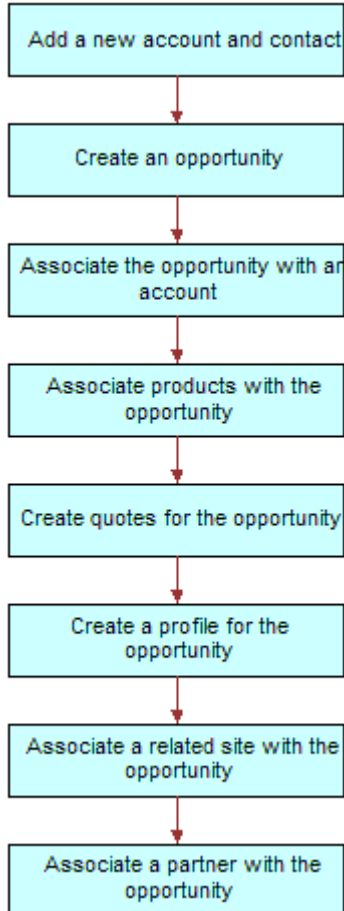 Add a new account and contact
Create an opportunity
Associate the opportunity with an
account
Associate products with the
opportunity
Create quotes for the opportunity
Create a profile for the
opportunity
Associate a related site with the
opportunity
Associate a partner with the
opportunity